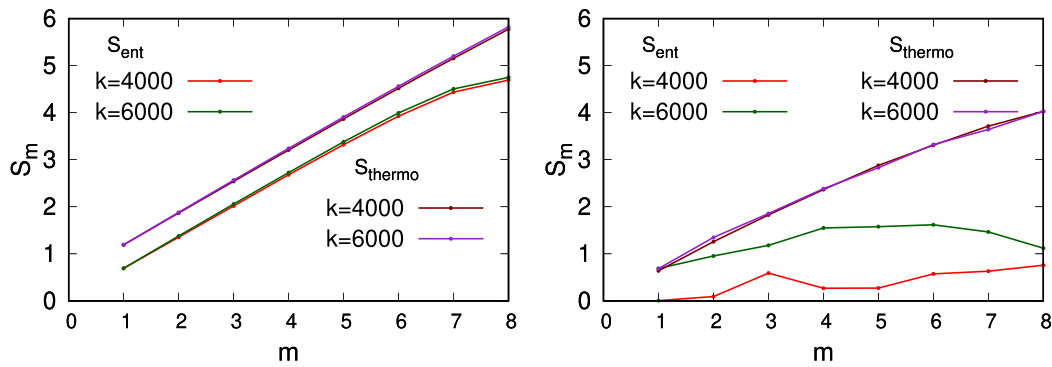 6
5
4
3
2
1
0
S_m
S_ent
k=4000
k=6000
S_thermo
k=4000
k=6000
0 1 2 3 4 5 6 7 8
m
6
5
4
3
2
1
0
S_m
S_ent S_thermo
k=4000 k=4000
k=6000 k=6000
0 1 2 3 4 5 6 7 8
m